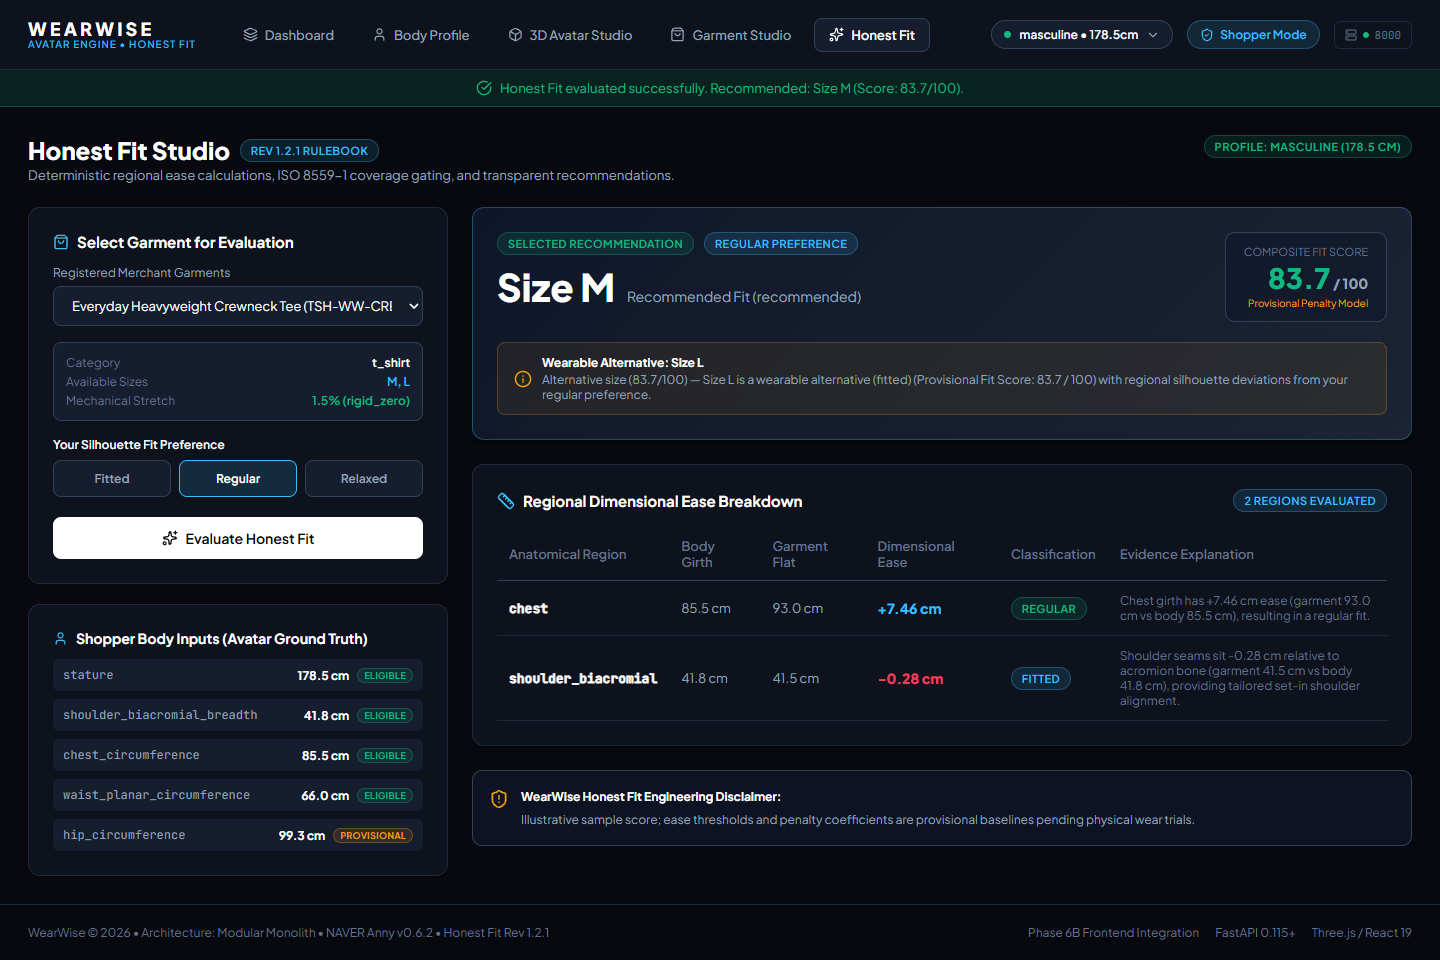 WEARWISE
AVATAR ENGINE • HONEST FIT
Dashboard
Body Profile
3D Avatar Studio
Garment Studio
Honest Fit
masculine • 178.5cm
Shopper Mode
8000
Honest Fit evaluated successfully. Recommended: Size M (Score: 83.7/100).
Honest Fit Studio
REV 1.2.1 RULEBOOK
PROFILE: MASCULINE (178.5 CM)
Deterministic regional ease calculations, ISO 8559-1 coverage gating, and transparent recommendations.
Select Garment for Evaluation
Registered Merchant Garments
Everyday Heavyweight Crewneck Tee (TSH-WW-CRI
Category t_shirt
Available Sizes M, L
Mechanical Stretch 1.5% (rigid_zero)
Your Silhouette Fit Preference
Fitted Regular Relaxed
Evaluate Honest Fit
Shopper Body Inputs (Avatar Ground Truth)
stature 178.5 cm ELIGIBLE
shoulder_biacromial_breadth 41.8 cm ELIGIBLE
chest_circumference 85.5 cm ELIGIBLE
waist_planar_circumference 66.0 cm ELIGIBLE
hip_circumference 99.3 cm PROVISIONAL
SELECTED RECOMMENDATION
REGULAR PREFERENCE
Size M Recommended Fit (recommended)
COMPOSITE FIT SCORE
83.7 / 100
Provisional Penalty Model
Wearable Alternative: Size L
Alternative size (83.7/100) — Size L is a wearable alternative (fitted) (Provisional Fit Score: 83.7 / 100) with regional silhouette deviations from your
regular preference.
Regional Dimensional Ease Breakdown
2 REGIONS EVALUATED
Anatomical Region
Body
Girth
Garment
Flat
Dimensional
Ease
Classification
Evidence Explanation
chest
85.5 cm
93.0 cm
+7.46 cm
REGULAR
Chest girth has +7.46 cm ease (garment 93.0
cm vs body 85.5 cm), resulting in a regular fit.
shoulder_biacromial
41.8 cm
41.5 cm
-0.28 cm
FITTED
Shoulder seams sit -0.28 cm relative to
acromion bone (garment 41.5 cm vs body
41.8 cm), providing tailored set-in shoulder
alignment.
WearWise Honest Fit Engineering Disclaimer:
Illustrative sample score; ease thresholds and penalty coefficients are provisional baselines pending physical wear trials.
WearWise © 2026 • Architecture: Modular Monolith • NAVER Anny v0.6.2 • Honest Fit Rev 1.2.1
Phase 6B Frontend Integration
FastAPI 0.115+
Three.js / React 19